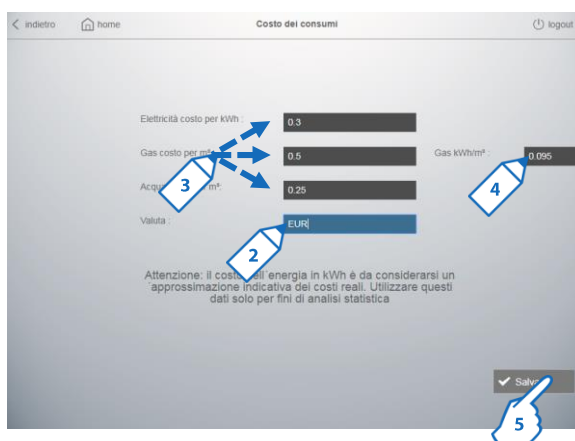 indietro home Costo dei consumi logout
Elettricità costo per kWh : 0.3
Gas costo per m³ 0.5 Gas kWh/m³ : 0.095
Acqu m³: 0.25
Valuta : EUR
3
4
2
Attenzione: il costo dell'energia in kWh è da considerarsi un
´approssimazione indicativa dei costi reali. Utilizzare questi
dati solo per fini di analisi statistica
Salva
5